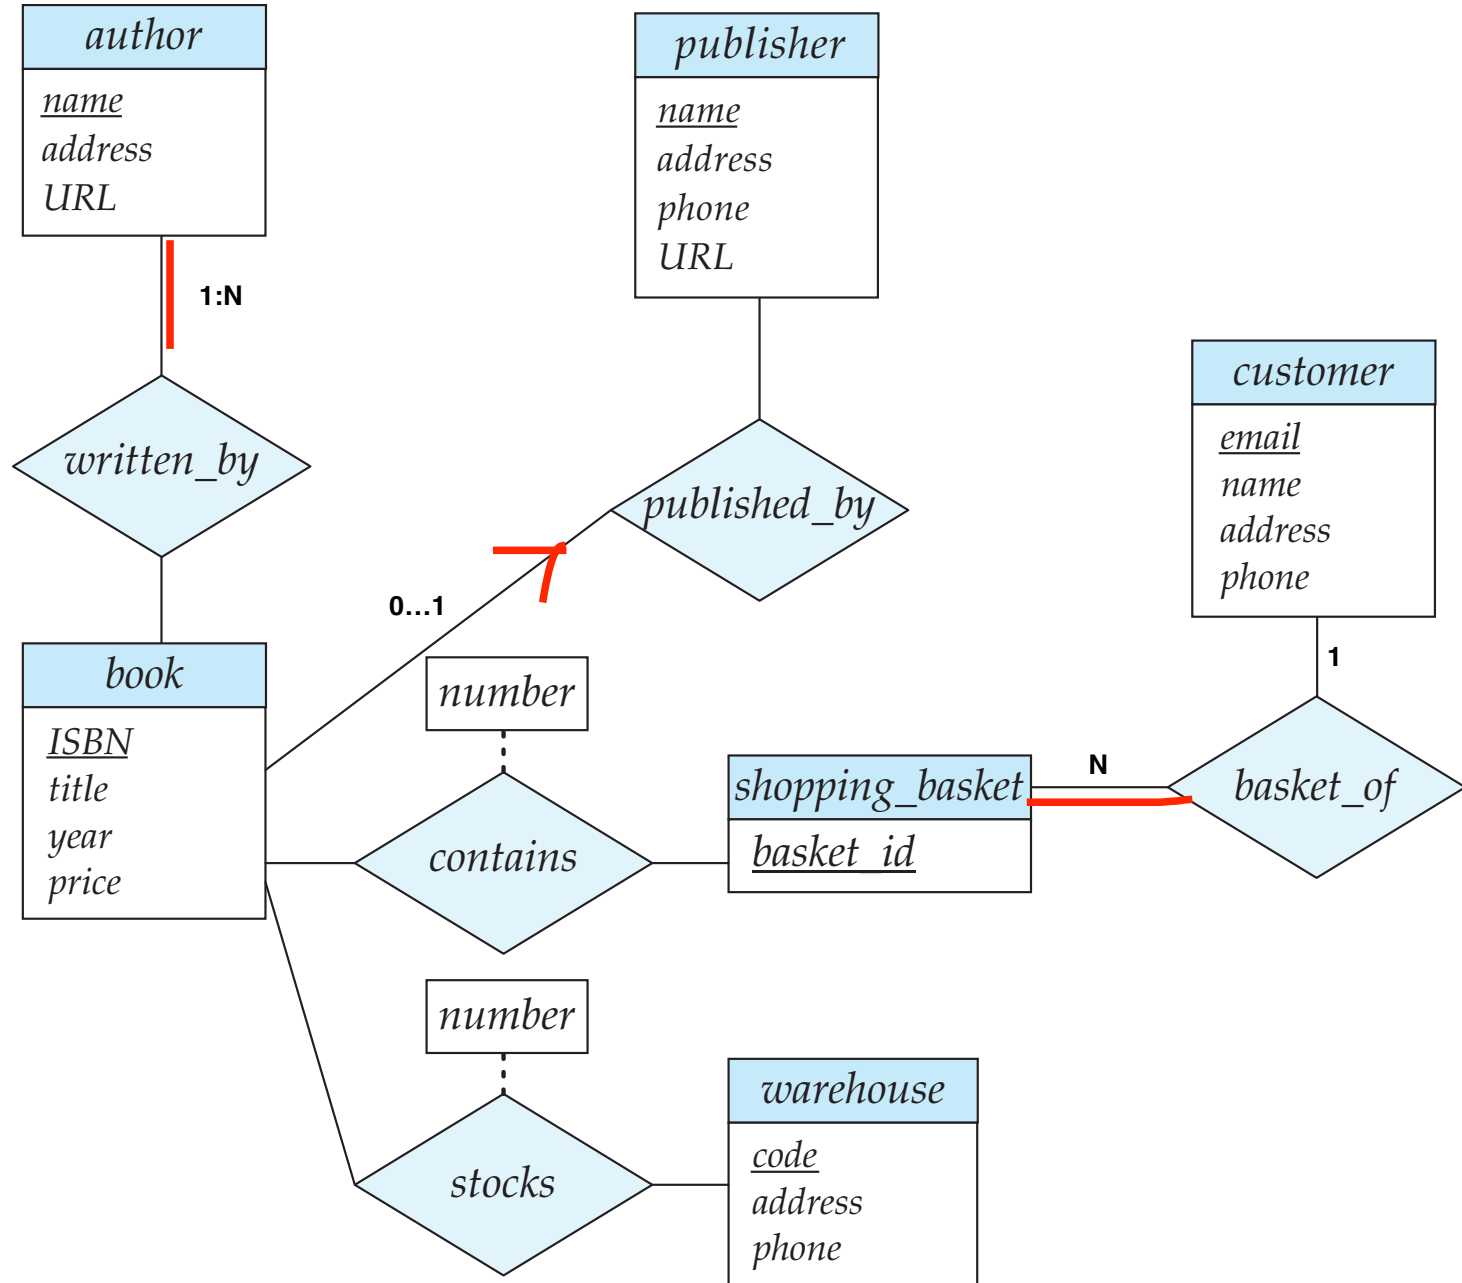 author
name
address
URL
1:N
written_by
publisher
name
address
phone
URL
published_by
0...1
customer
email
name
address
phone
1
basket_of
N
book
ISBN
title
year
price
number
contains
shopping_basket
basket_id
number
stocks
warehouse
code
address
phone